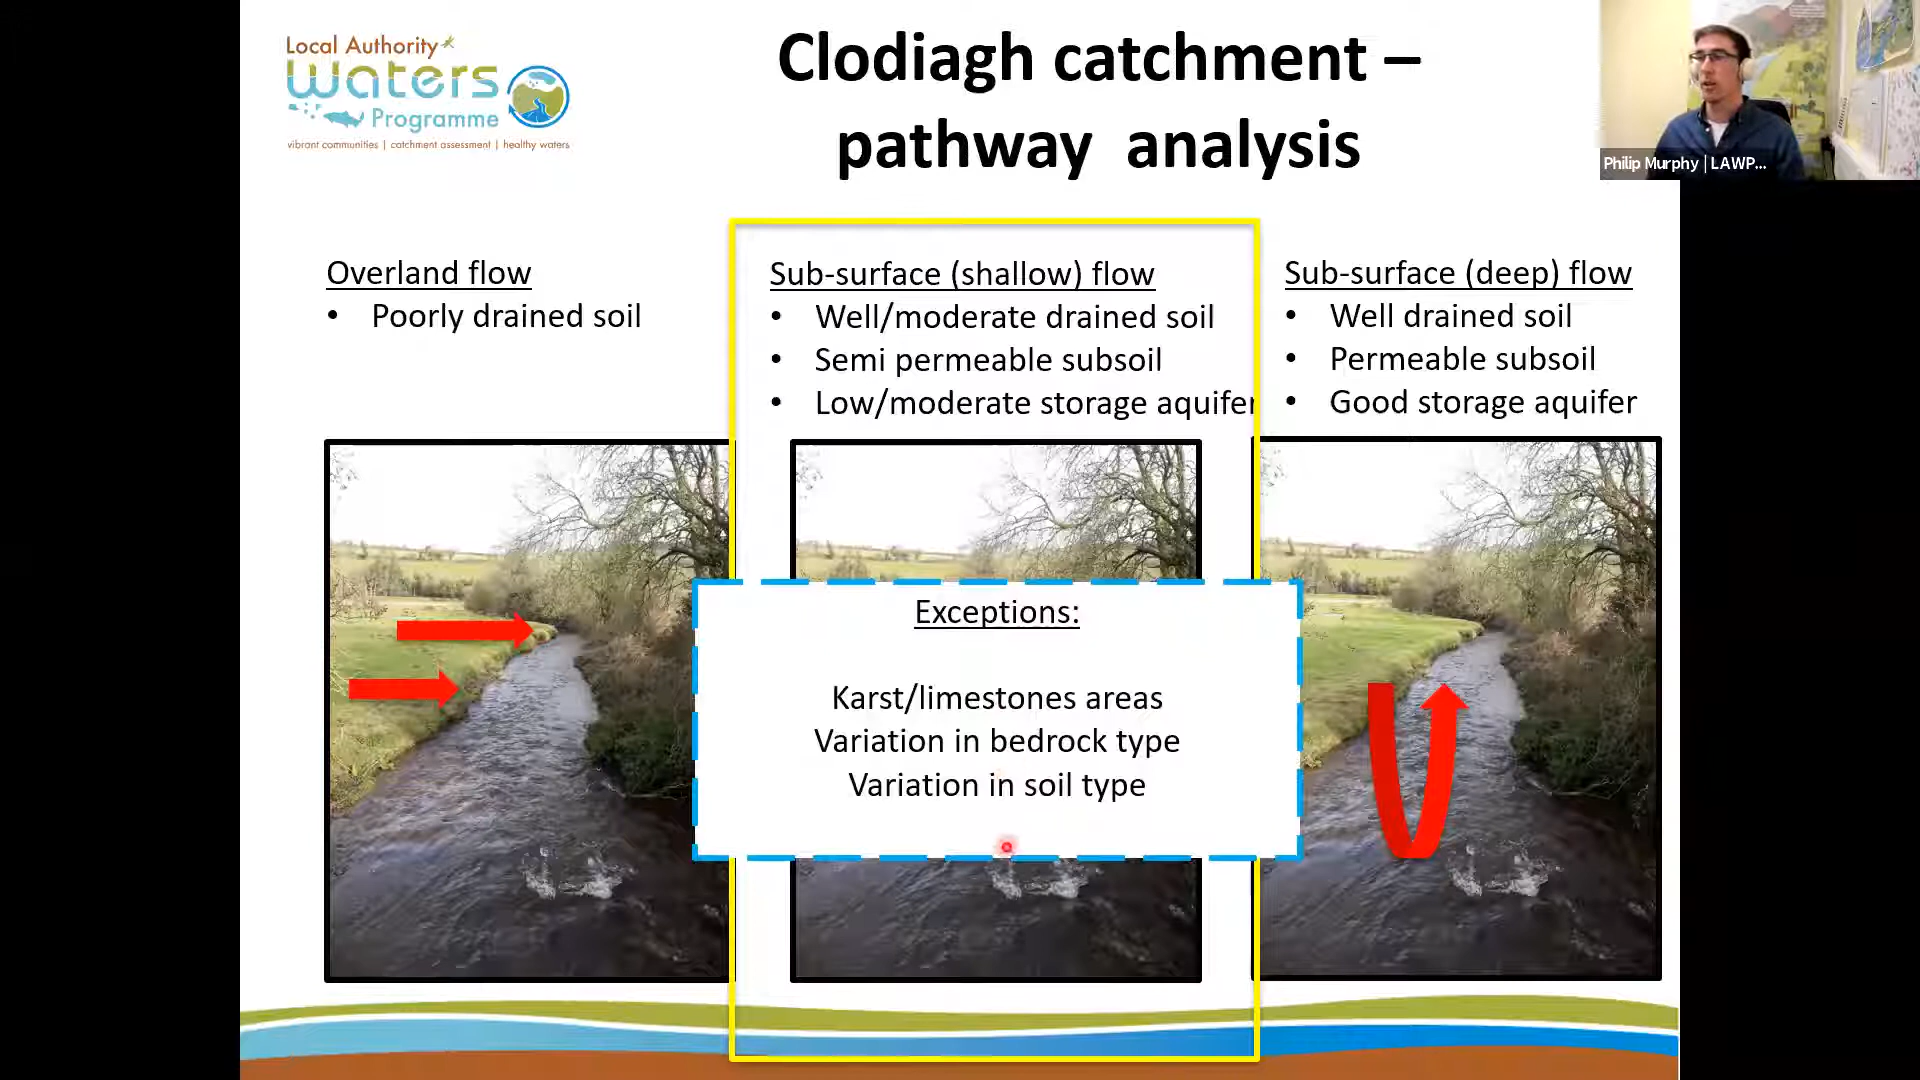 Local Authority
waters
Programme
vibrant communities | catchment assessment | healthy waters
Clodiagh catchment –
pathway analysis
Philip Murphy | LAWP...
Overland flow
• Poorly drained soil
Sub-surface (shallow) flow
• Well/moderate drained soil
• Semi permeable subsoil
• Low/moderate storage aquifer
Sub-surface (deep) flow
• Well drained soil
• Permeable subsoil
• Good storage aquifer
Exceptions:
Karst/limestones areas
Variation in bedrock type
Variation in soil type